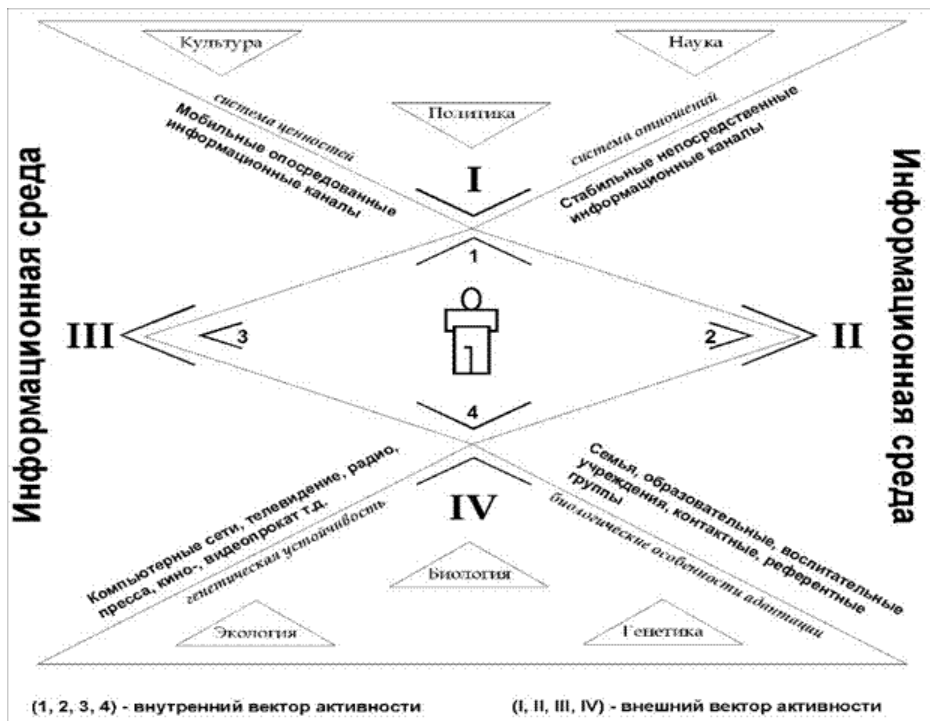 Культура
Наука
Политика
система ценностей
Мобильные опосредованные
информационные каналы
система отношений
Стабильные непосредственные
информационные каналы
I
1
Информационная среда
III
3
2
II
Информационная среда
4
IV
Компьютерные сети, телевидение, радио,
пресса, кино-, видеопрокат т.д.
генетическая устойчивость
Семья, образовательные, воспитательные
учреждения, контактные, референтные
группы
биологические особенности адантации
Биология
Экология
Генетика
(1, 2, 3, 4) - внутренний вектор активности
(I, II, III, IV) - внешний вектор активности